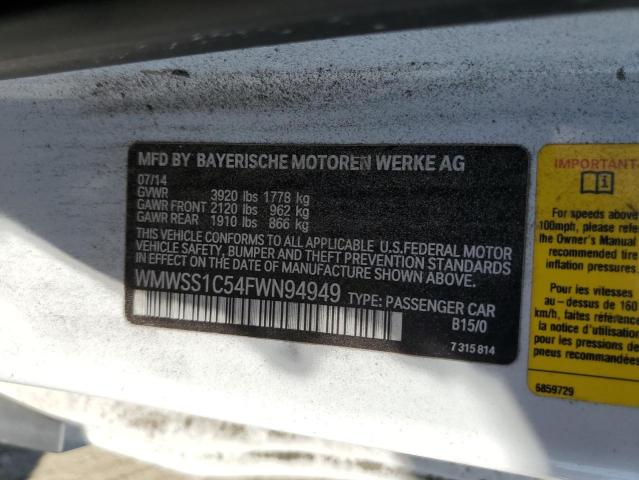 MFD BY BAYERISCHE MOTOREN WERKE AG
07/14
GVWR 3920 lbs 1778 kg
GAWR FRONT 2120 lbs 962 kg
GAWR REAR 1910 lbs 866 kg
THIS VEHICLE CONFORMS TO ALL APPLICABLE U.S. FEDERAL MOTOR
VEHICLE SAFETY, BUMPER, AND THEFT PREVENTION STANDARDS IN
EFFECT ON THE DATE OF MANUFACTURE SHOWN ABOVE.
WMWSS1C54FWN94949 TYPE: PASSENGER CAR
B15/0
7 315 814
IMPORTANT
i
For speeds above
100mph, please refe
the Owner's Manual
recommended tire
inflation pressures.
En vitesses
au-dessus de 160
km/h, faites référence
la notice d'utilisation
pour les pressions de
pneus recommandées
6859729